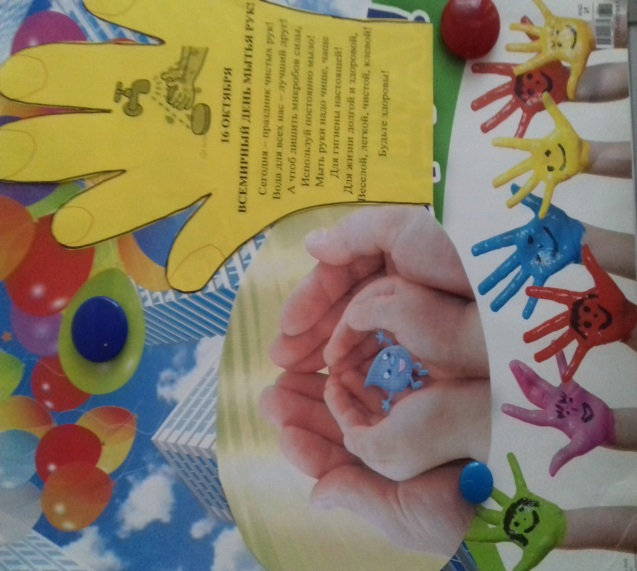 16 ОКТЯБРЯ
ВСЕМИРНЫЙ ДЕНЬ МЫТЬЯ РУК!
Сегодня – праздник чистых рук!
Вода для всех нас – лучший друг!
А чтоб лишить микробов силы,
Используй постоянно мыло!
Мыть руки надо чище, чаще
Для гигиены настоящей!
Для жизни долгой и здоровой,
Веселой, легкой, чистой, клевой!
Будьте здоровы!